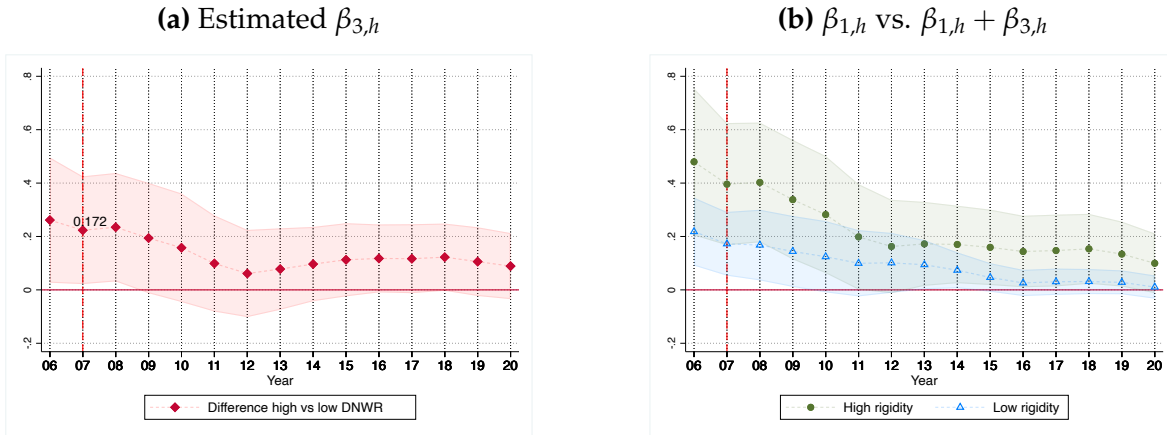 (a) Estimated β3,h
(b) β1,h vs. β1,h + β3,h
.8
.6
.4
.2
0
-.2
0.172
06 07 08 09 10 11 12 13 14 15 16 17 18 19 20
Year
Difference high vs low DNWR
.8
.6
.4
.2
0
-.2
06 07 08 09 10 11 12 13 14 15 16 17 18 19 20
Year
High rigidity Low rigidity